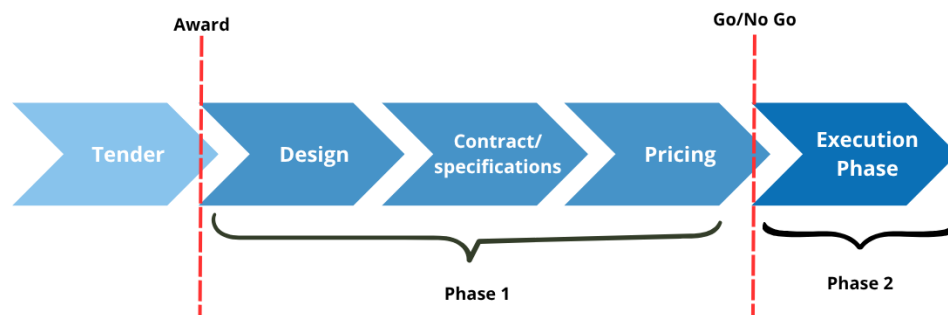 Award
Go/No Go
Tender
Design
Contract/
specifications
Pricing
Execution
Phase
Phase 1
Phase 2